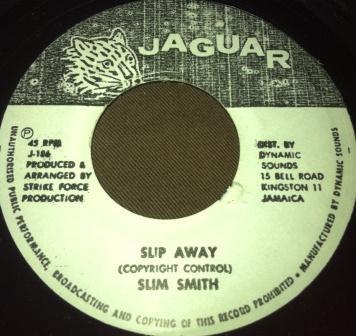 JAGUAR
℗
45 RPM
J-186
PRODUCED &
ARRANGED BY
STRIKE FORCE
PRODUCTION
DIST. BY
DYNAMIC
SOUNDS
15 BELL ROAD
KINGSTON 11
JAMAICA
SLIP AWAY
(COPYRIGHT CONTROL)
SLIM SMITH
UNAUTHORISED PUBLIC PERFORMANCE, BROADCASTING AND COPYING OF THIS RECORD PROHIBITED • MANUFACTURED BY DYNAMIC SOUNDS